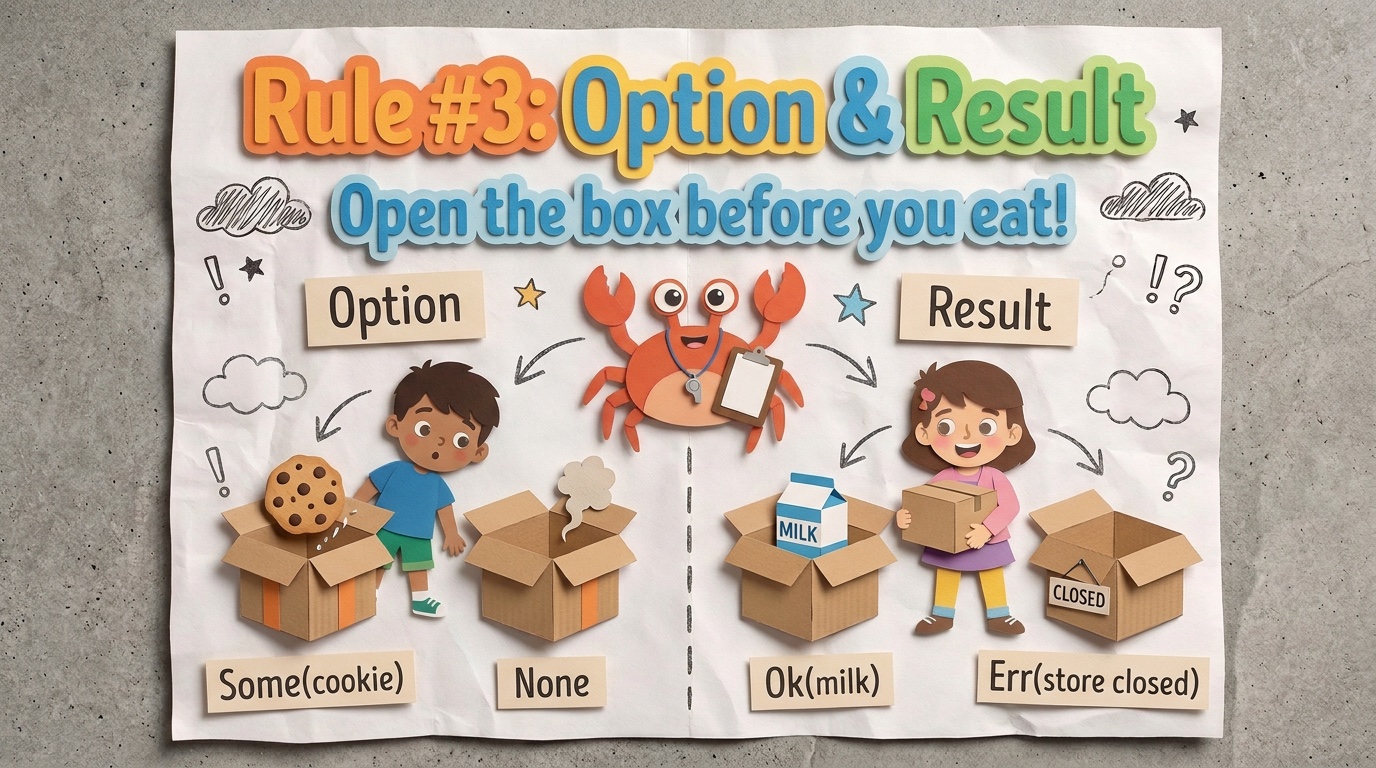 Rule #3: Option & Result
Open the box before you eat!
Option
Result
MILK
CLOSED
Some(cookie)
None
Ok(milk)
Err(store closed)
!
!?
!
?